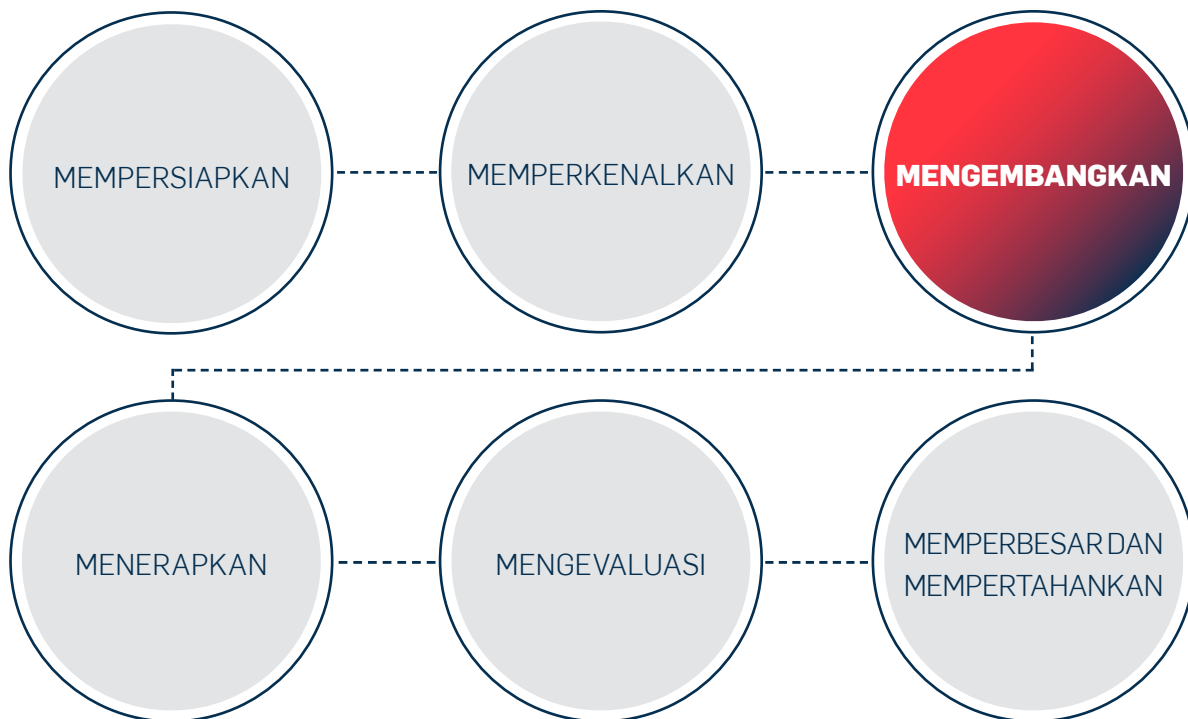 MEMPERSIAPKAN
MEMPERKENALKAN
MENGEMBANGKAN
MENERAPKAN
MENGEVALUASI
MEMPERBESAR DAN
MEMPERTAHANKAN